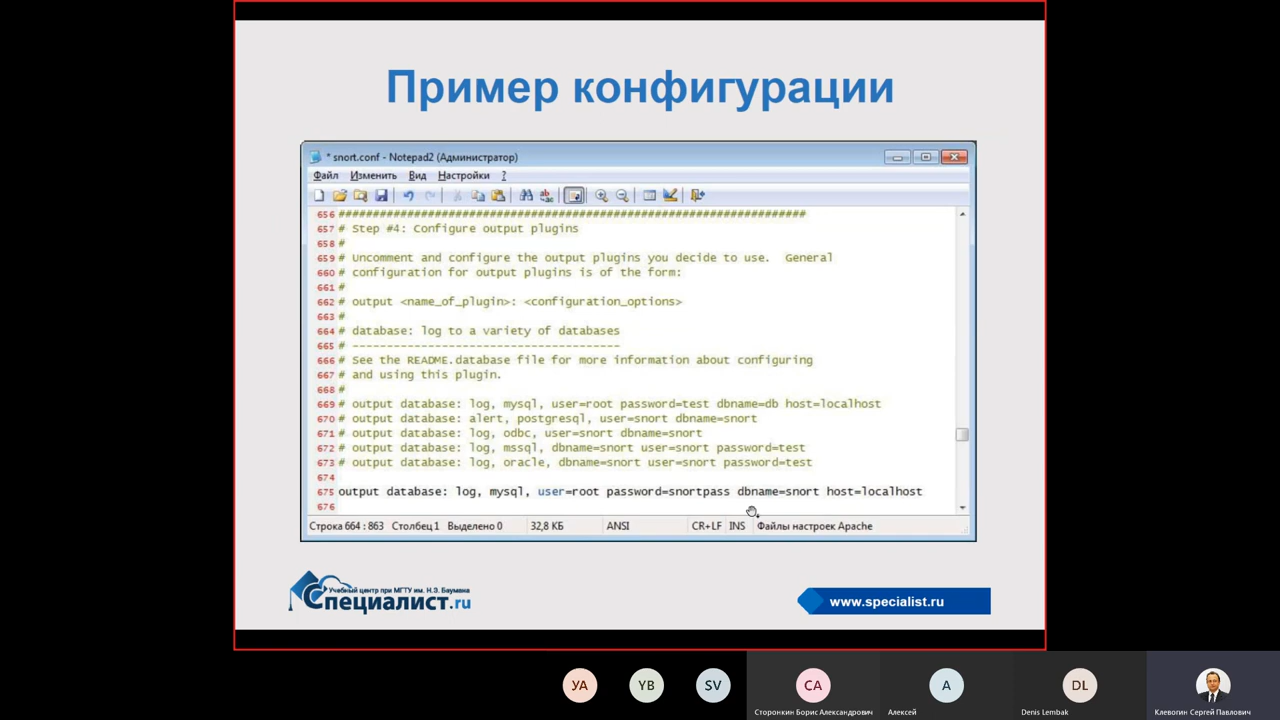 Пример конфигурации
* snort.conf - Notepad2 (Администратор)
Файл Изменить Вид Настройки ?
656 ####################################################################
657 # Step #4: Configure output plugins
658 #
659 # Uncomment and configure the output plugins you decide to use.  General
660 # configuration for output plugins is of the form:
661 #
662 # output <name_of_plugin>: <configuration_options>
663 #
664 # database: log to a variety of databases
665 # ---------------------------------------
666 # See the README.database file for more information about configuring
667 # and using this plugin.
668 #
669 # output database: log, mysql, user=root password=test dbname=db host=localhost
670 # output database: alert, postgresql, user=snort dbname=snort
671 # output database: log, odbc, user=snort dbname=snort
672 # output database: log, mssql, dbname=snort user=snort password=test
673 # output database: log, oracle, dbname=snort user=snort password=test
674
675 output database: log, mysql, user=root password=snortpass dbname=snort host=localhost
676
Строка 664 : 863 Столбец 1 Выделено 0 32,8 КБ ANSI CR+LF INS Файлы настроек Apache
Учебный центр при МГТУ им. Н.Э. Баумана
Специалист.ru
www.specialist.ru
УА YB SV СА А DL
Сторонкин Борис Александрович Алексей Denis Lembak Клевогин Сергей Павлович